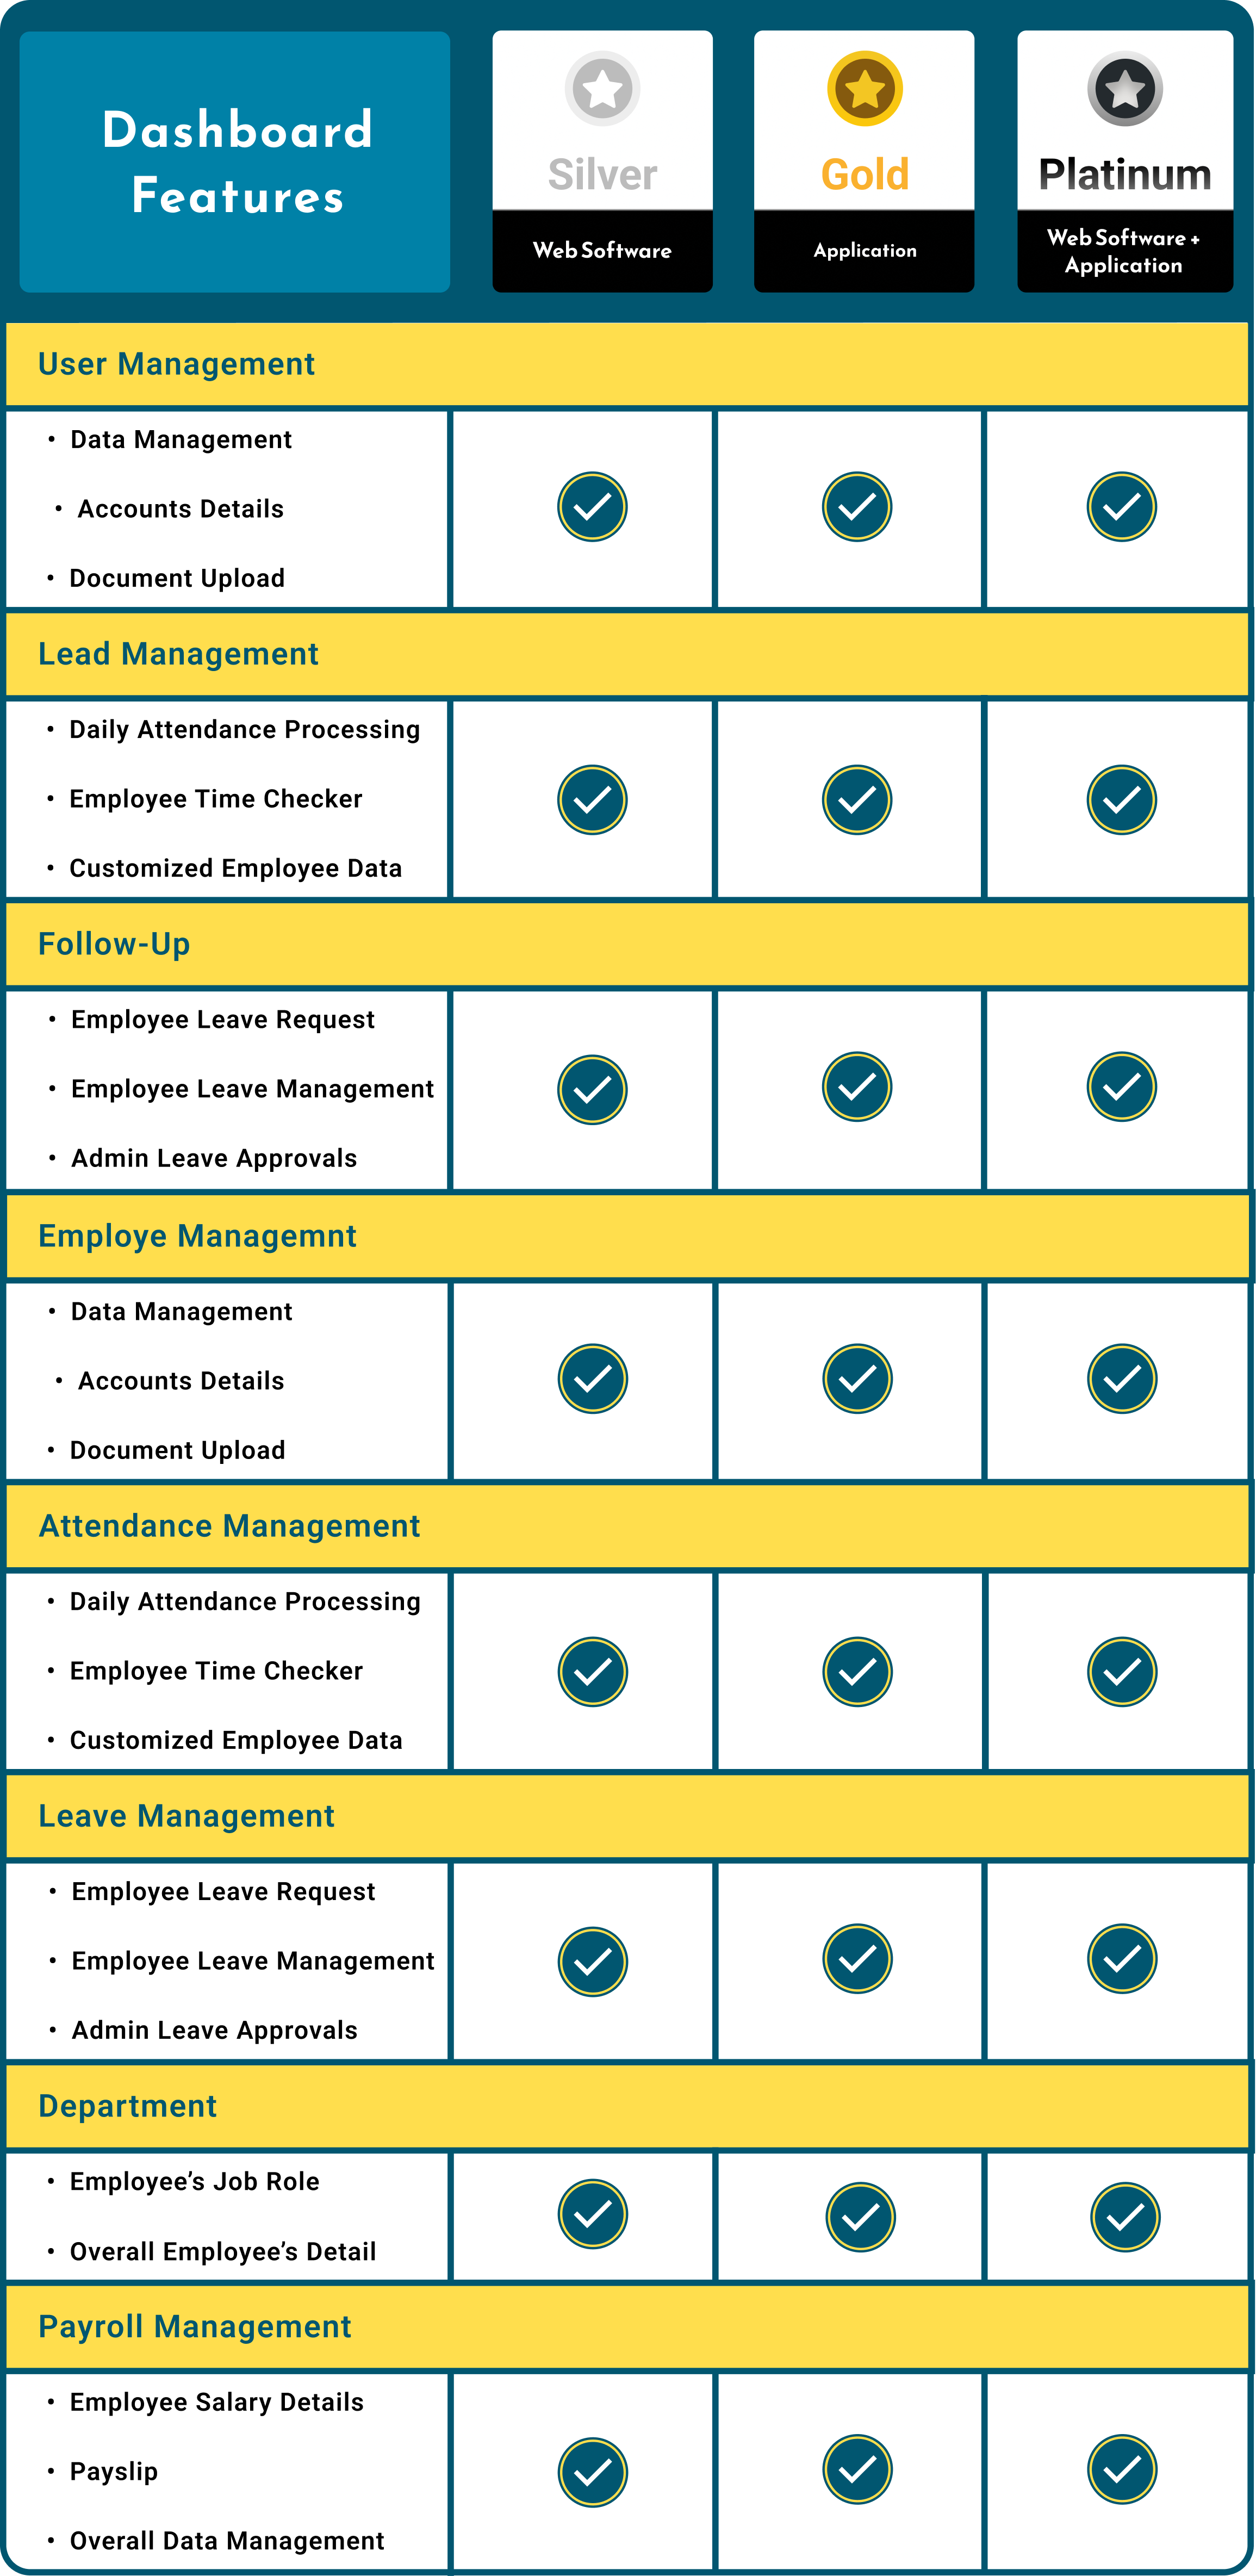 Dashboard
Features
Silver
Web Software
Gold
Application
Platinum
Web Software +
Application
User Management
• Data Management
• Accounts Details
• Document Upload
Lead Management
• Daily Attendance Processing
• Employee Time Checker
• Customized Employee Data
Follow-Up
• Employee Leave Request
• Employee Leave Management
• Admin Leave Approvals
Employe Managemnt
• Data Management
• Accounts Details
• Document Upload
Attendance Management
• Daily Attendance Processing
• Employee Time Checker
• Customized Employee Data
Leave Management
• Employee Leave Request
• Employee Leave Management
• Admin Leave Approvals
Department
• Employee’s Job Role
• Overall Employee’s Detail
Payroll Management
• Employee Salary Details
• Payslip
• Overall Data Management